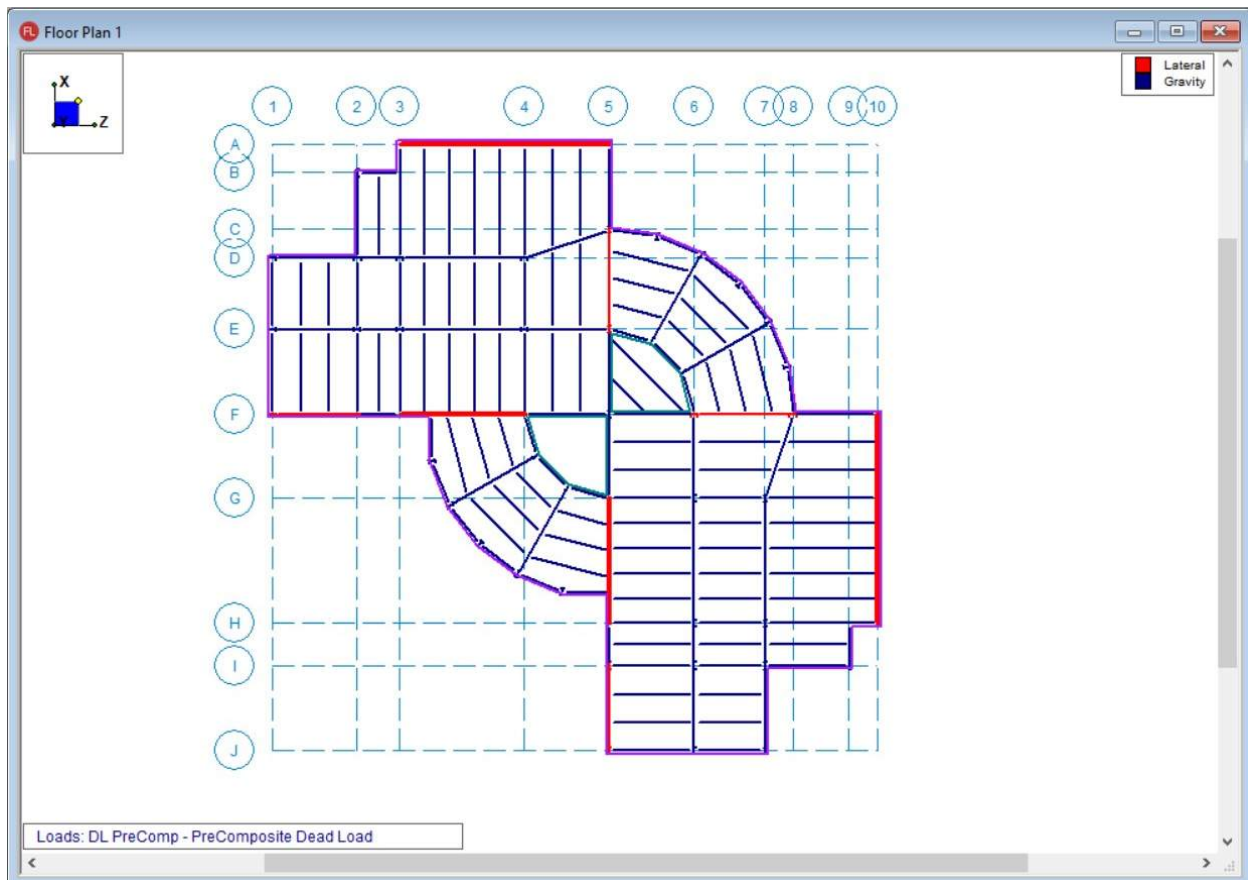 FL Floor Plan 1
X
Y Z
Lateral
Gravity
1 2 3 4 5 6 7 8 9 10
A
B
C
D
E
F
G
H
I
J
Loads: DL PreComp - PreComposite Dead Load